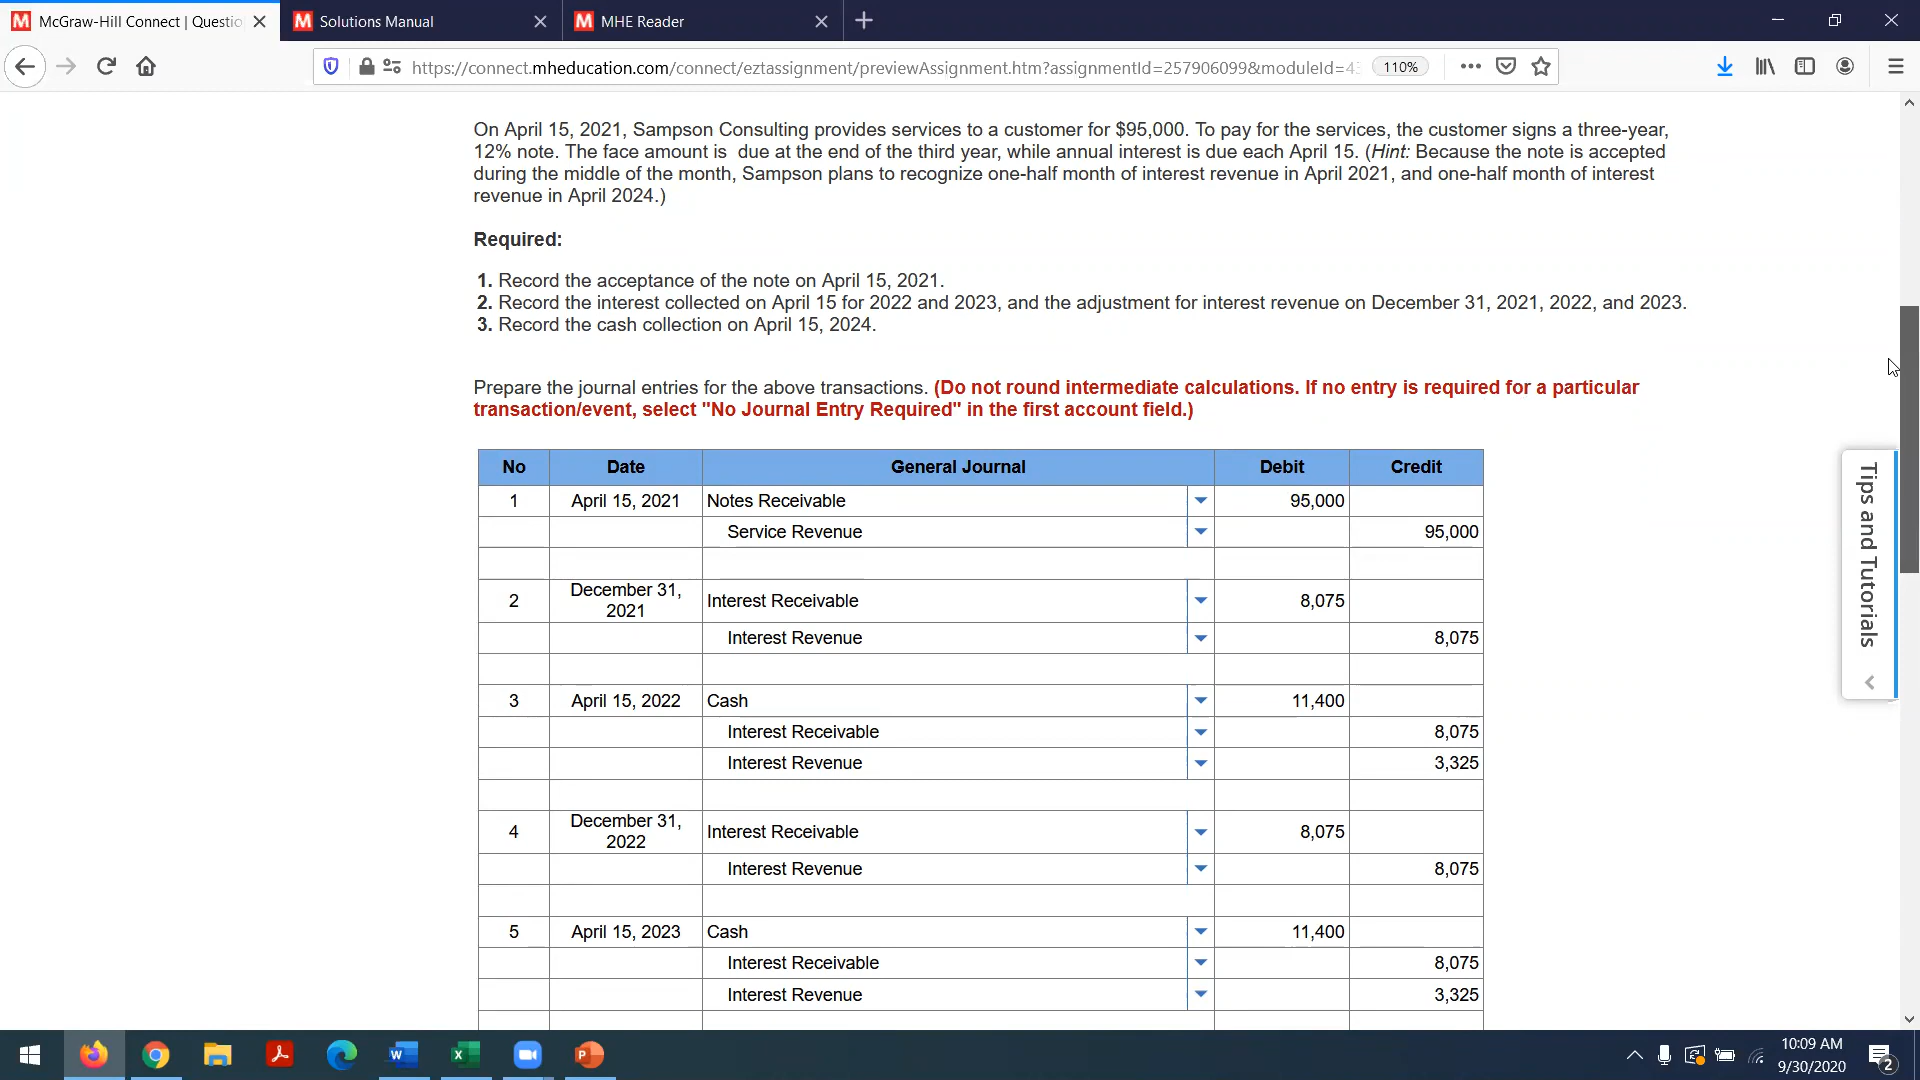 McGraw-Hill Connect | Questio
Solutions Manual
MHE Reader
https://connect.mheducation.com/connect/eztassignment/previewAssignment.htm?assignmentId=257906099&moduleId=4
110%
On April 15, 2021, Sampson Consulting provides services to a customer for $95,000. To pay for the services, the customer signs a three-year,
12% note. The face amount is due at the end of the third year, while annual interest is due each April 15. (Hint: Because the note is accepted
during the middle of the month, Sampson plans to recognize one-half month of interest revenue in April 2021, and one-half month of interest
revenue in April 2024.)
Required:
1. Record the acceptance of the note on April 15, 2021.
2. Record the interest collected on April 15 for 2022 and 2023, and the adjustment for interest revenue on December 31, 2021, 2022, and 2023.
3. Record the cash collection on April 15, 2024.
Prepare the journal entries for the above transactions. (Do not round intermediate calculations. If no entry is required for a particular
transaction/event, select "No Journal Entry Required" in the first account field.)
No Date General Journal Debit Credit
1 April 15, 2021 Notes Receivable 95,000
Service Revenue 95,000
2 December 31, 2021 Interest Receivable 8,075
Interest Revenue 8,075
3 April 15, 2022 Cash 11,400
Interest Receivable 8,075
Interest Revenue 3,325
4 December 31, 2022 Interest Receivable 8,075
Interest Revenue 8,075
5 April 15, 2023 Cash 11,400
Interest Receivable 8,075
Interest Revenue 3,325
Tips and Tutorials
10:09 AM
9/30/2020
2